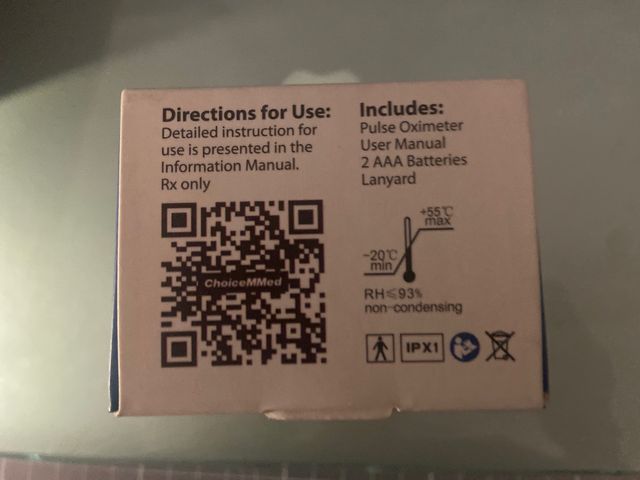 Directions for Use:
Detailed instruction for
use is presented in the
Information Manual.
Rx only
ChoiceMMed
Includes:
Pulse Oximeter
User Manual
2 AAA Batteries
Lanyard
+55℃
max
-20℃
min
RH≤93%
non-condensing
IPX1